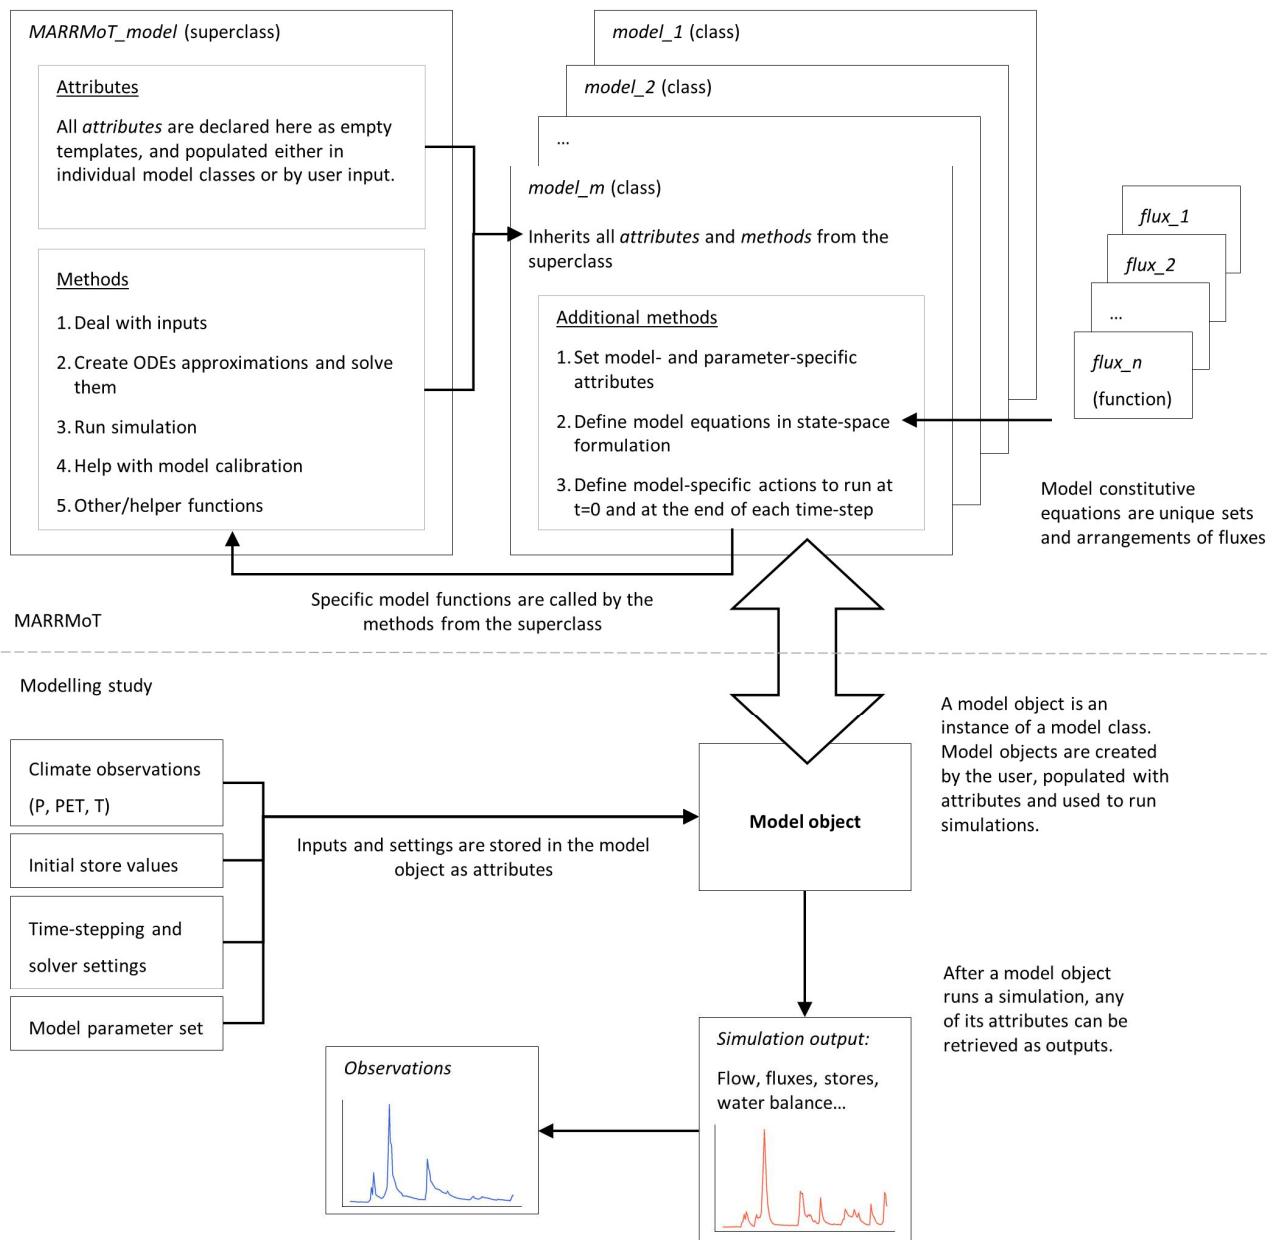 MARRMoT_model (superclass)
Attributes
All attributes are declared here as empty
templates, and populated either in
individual model classes or by user input.
Methods
1. Deal with inputs
2. Create ODEs approximations and solve
them
3. Run simulation
4. Help with model calibration
5. Other/helper functions
model_1 (class)
model_2 (class)
...
model_m (class)
Inherits all attributes and methods from the
superclass
Additional methods
1. Set model- and parameter-specific
attributes
2. Define model equations in state-space
formulation
3. Define model-specific actions to run at
t=0 and at the end of each time-step
flux_1
flux_2
...
flux_n
(function)
Model constitutive
equations are unique sets
and arrangements of fluxes
Specific model functions are called by the
methods from the superclass
MARRMoT
Modelling study
Climate observations
(P, PET, T)
Initial store values
Time-stepping and
solver settings
Model parameter set
Inputs and settings are stored in the model
object as attributes
Model object
A model object is an
instance of a model class.
Model objects are created
by the user, populated with
attributes and used to run
simulations.
After a model object
runs a simulation, any
of its attributes can be
retrieved as outputs.
Simulation output:
Flow, fluxes, stores,
water balance...
Observations